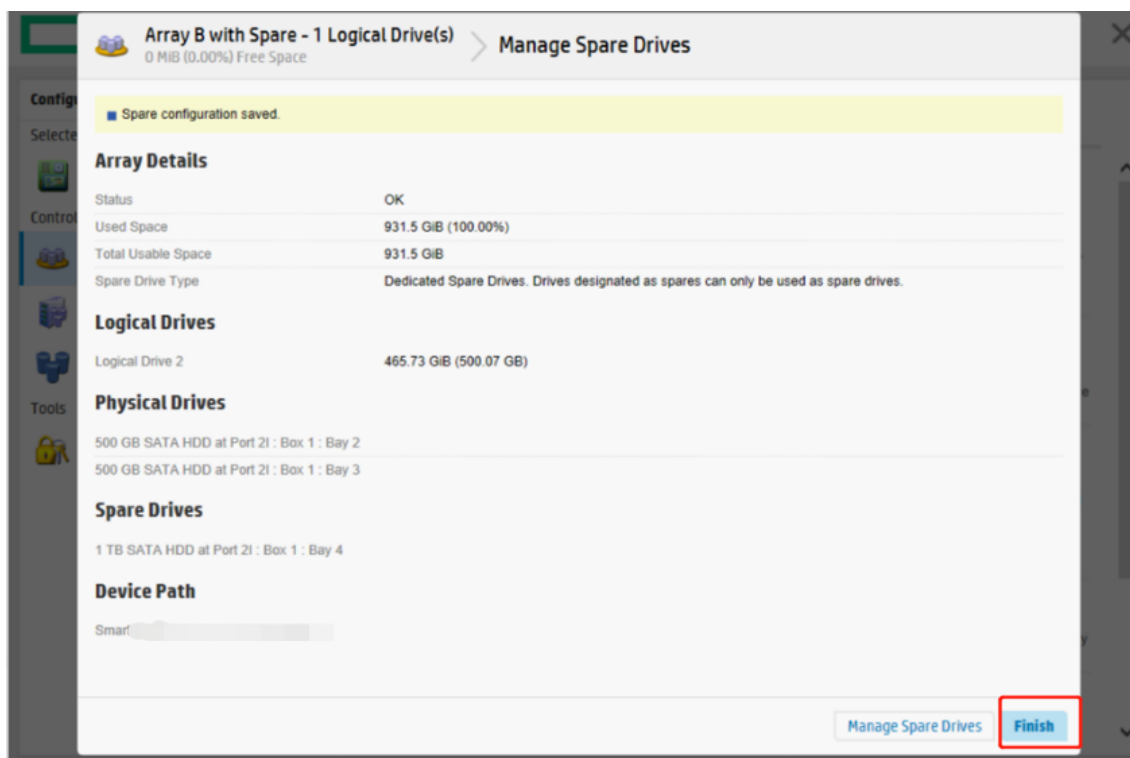 Array B with Spare - 1 Logical Drive(s)
0 MiB (0.00%) Free Space
Manage Spare Drives
Spare configuration saved.
Array Details
Status OK
Used Space 931.5 GiB (100.00%)
Total Usable Space 931.5 GiB
Spare Drive Type Dedicated Spare Drives. Drives designated as spares can only be used as spare drives.
Logical Drives
Logical Drive 2 465.73 GiB (500.07 GB)
Physical Drives
500 GB SATA HDD at Port 2I : Box 1 : Bay 2
500 GB SATA HDD at Port 2I : Box 1 : Bay 3
Spare Drives
1 TB SATA HDD at Port 2I : Box 1 : Bay 4
Device Path
Smart
Manage Spare Drives
Finish
Config
Selecte
Control
Tools
e
y